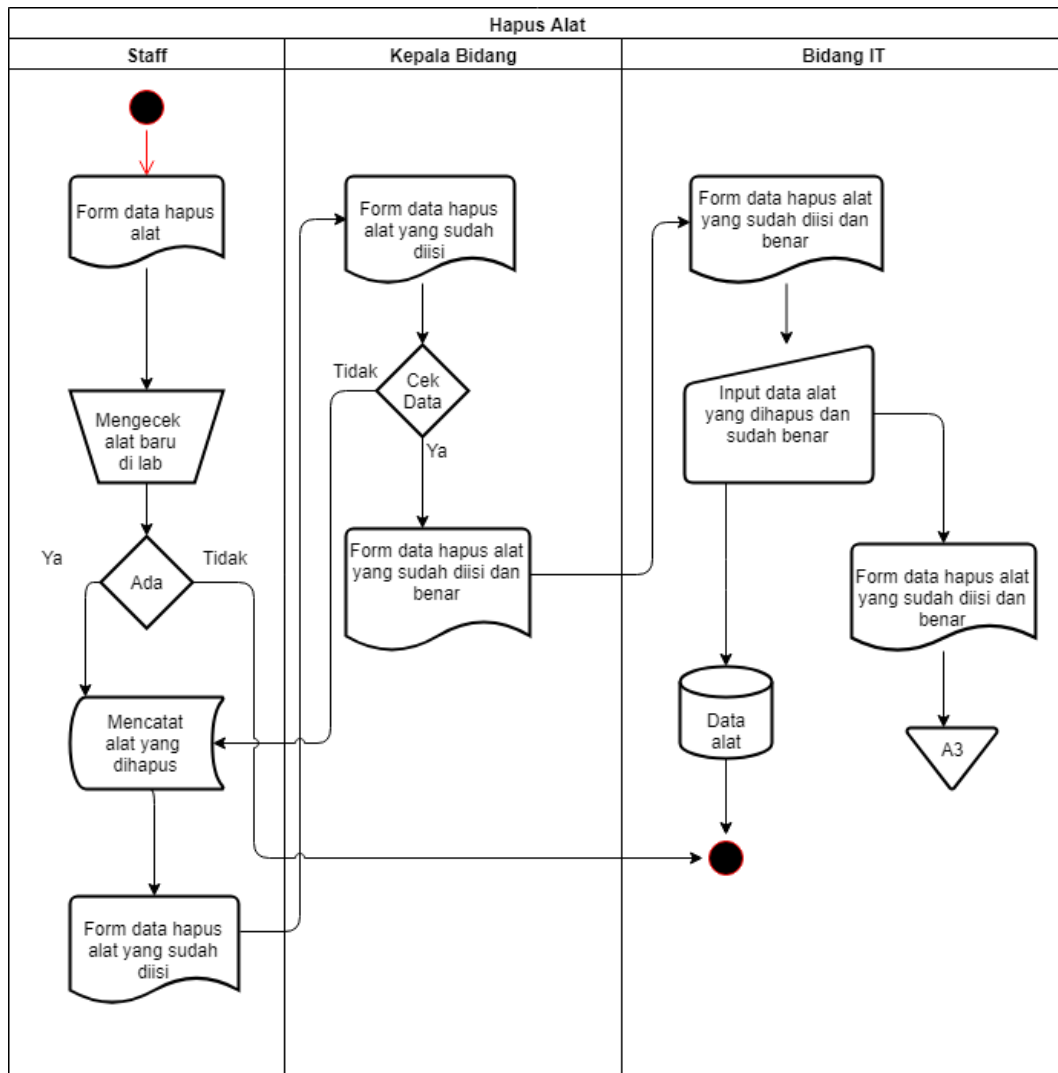 Hapus Alat
Staff
Kepala Bidang
Bidang IT
Form data hapus
alat
Mengecek
alat baru
di lab
Ya
Ada
Tidak
Mencatat
alat yang
dihapus
Form data hapus
alat yang sudah
diisi
Form data hapus
alat yang sudah
diisi
Tidak
Cek
Data
Ya
Form data hapus alat
yang sudah diisi dan
benar
Form data hapus alat
yang sudah diisi dan
benar
Input data alat
yang dihapus dan
sudah benar
Form data hapus alat
yang sudah diisi dan
benar
Data
alat
A3